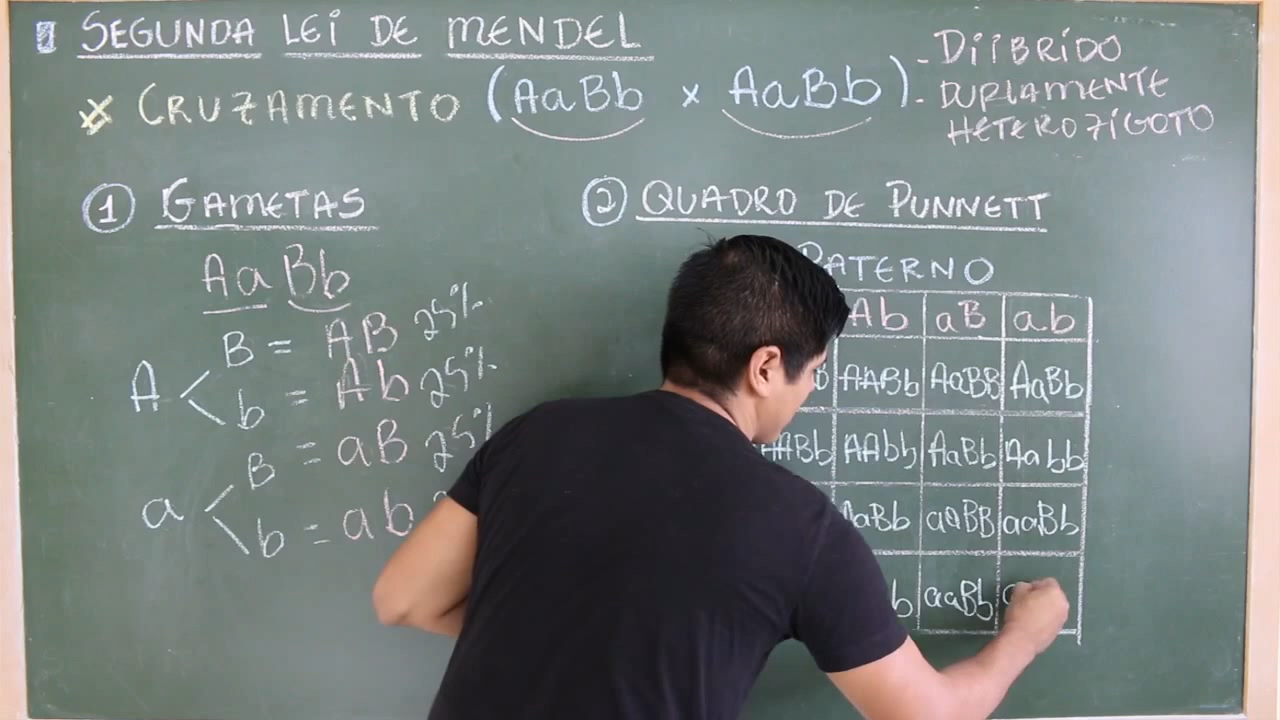 SEGUNDA LEI DE MENDEL
CRUZAMENTO (AaBb x AaBb)
- DIIBRIDO
- DUPLAMENTE
HETEROZIGOTO
1 GAMETAS
AaBb
A
B = AB 25%
b = Ab 25%
a
B = aB 25%
b = ab
2 QUADRO DE PUNNETT
PATERNO
Ab aB ab
AABb AaBB AaBb
AABb AAbb AaBb Aabb
AaBb aaBB aaBb
b aaBb